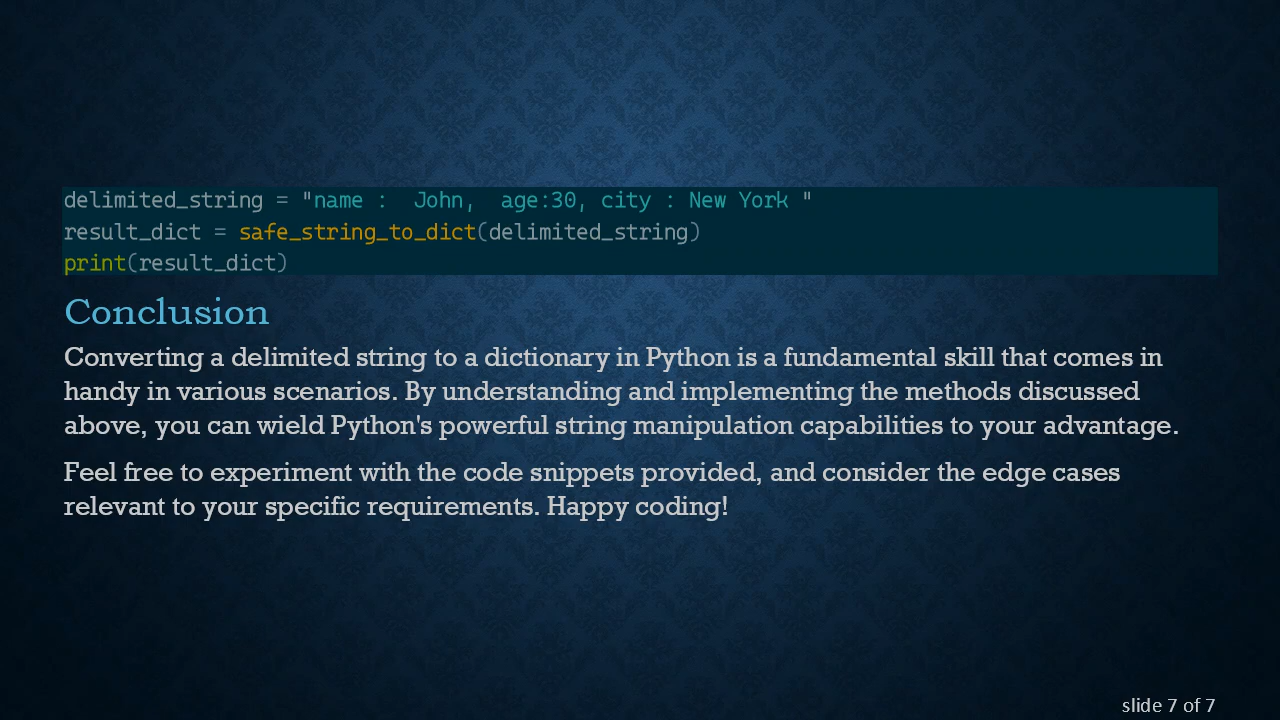 delimited_string = "name :  John,  age:30, city : New York "
result_dict = safe_string_to_dict(delimited_string)
print(result_dict)
Conclusion
Converting a delimited string to a dictionary in Python is a fundamental skill that comes in
handy in various scenarios. By understanding and implementing the methods discussed
above, you can wield Python's powerful string manipulation capabilities to your advantage.
Feel free to experiment with the code snippets provided, and consider the edge cases
relevant to your specific requirements. Happy coding!
slide 7 of 7